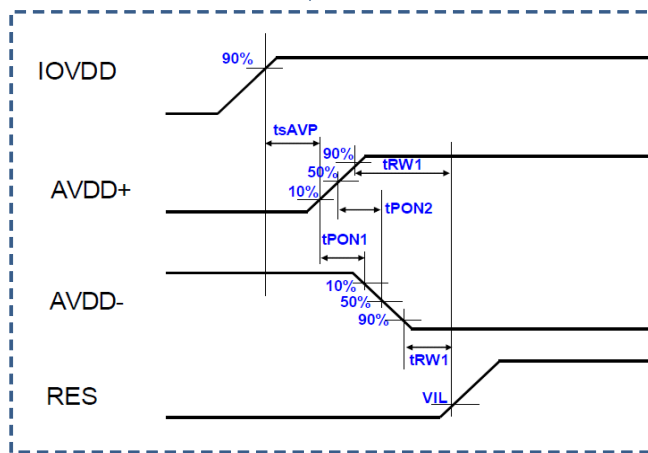 IOVDD
90%
tsAVP
AVDD+
90%
50%
10%
tRW1
tPON2
tPON1
AVDD-
10%
50%
90%
tRW1
RES
VIL